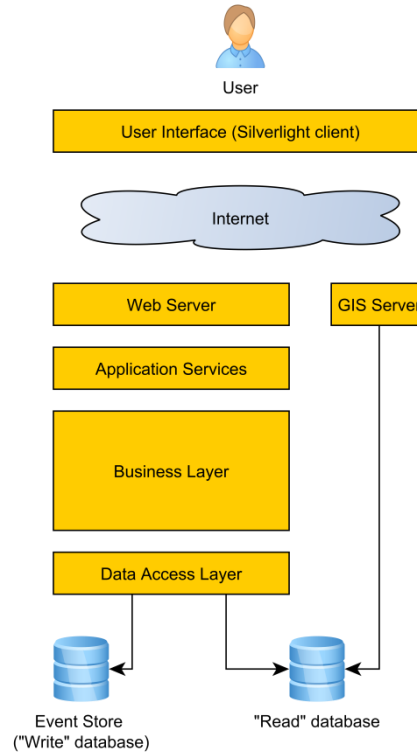 User
User Interface (Silverlight client)
Internet
Web Server
GIS Server
Application Services
Business Layer
Data Access Layer
Event Store
("Write" database)
"Read" database